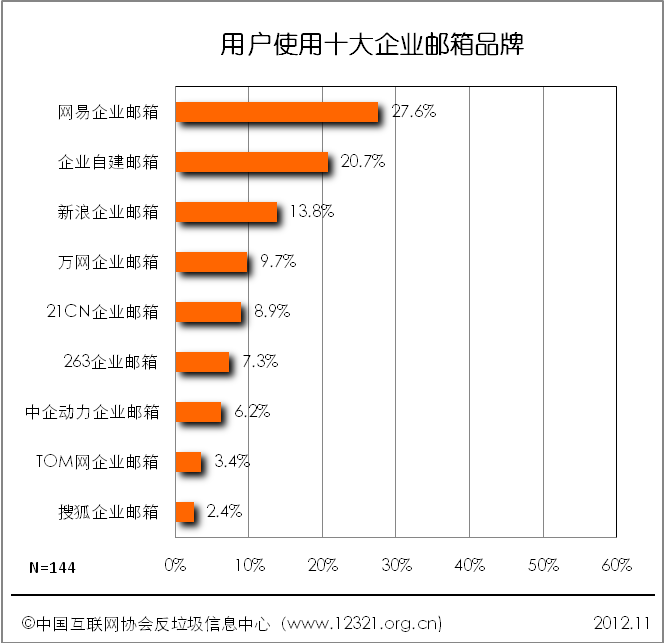 用户使用十大企业邮箱品牌
网易企业邮箱 27.6%
企业自建邮箱 20.7%
新浪企业邮箱 13.8%
万网企业邮箱 9.7%
21CN企业邮箱 8.9%
263企业邮箱 7.3%
中企动力企业邮箱 6.2%
TOM网企业邮箱 3.4%
搜狐企业邮箱 2.4%
N=144 0% 10% 20% 30% 40% 50% 60%
©中国互联网协会反垃圾信息中心（www.12321.org.cn) 2012.11